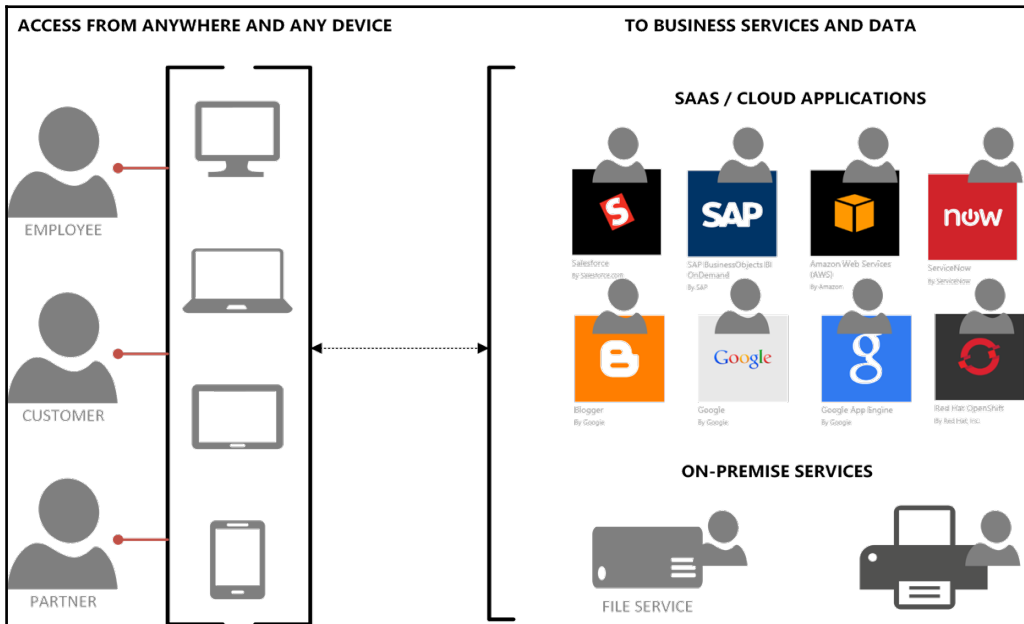 ACCESS FROM ANYWHERE AND ANY DEVICE
TO BUSINESS SERVICES AND DATA
SAAS / CLOUD APPLICATIONS
EMPLOYEE
CUSTOMER
PARTNER
S
SAP
now
Salesforce
By Salesforce.com
SAP BusinessObjects BI
OnDemand
By SAP
Amazon Web Services
(AWS)
By Amazon
ServiceNow
By ServiceNow
B
Google
g
Blogger
By Google
Google
By Google
Google App Engine
By Google
Red Hat OpenShift
By Red Hat, Inc.
ON-PREMISE SERVICES
FILE SERVICE